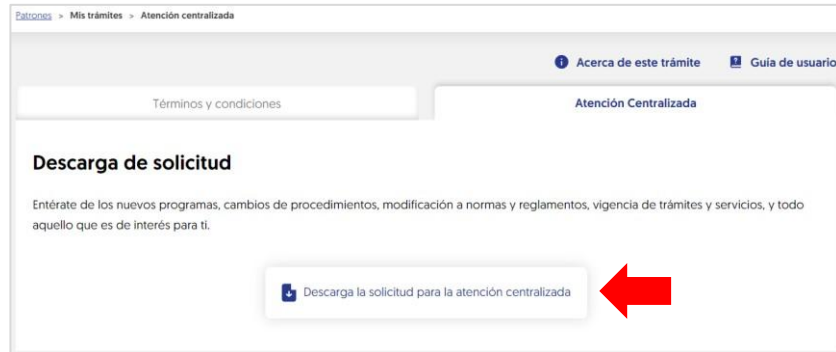 Patrones > Mis trámites > Atención centralizada
Acerca de este trámite Guía de usuario
Términos y condiciones Atención Centralizada
Descarga de solicitud
Entérate de los nuevos programas, cambios de procedimientos, modificación a normas y reglamentos, vigencia de trámites y servicios, y todo
aquello que es de interés para ti.
Descarga la solicitud para la atención centralizada